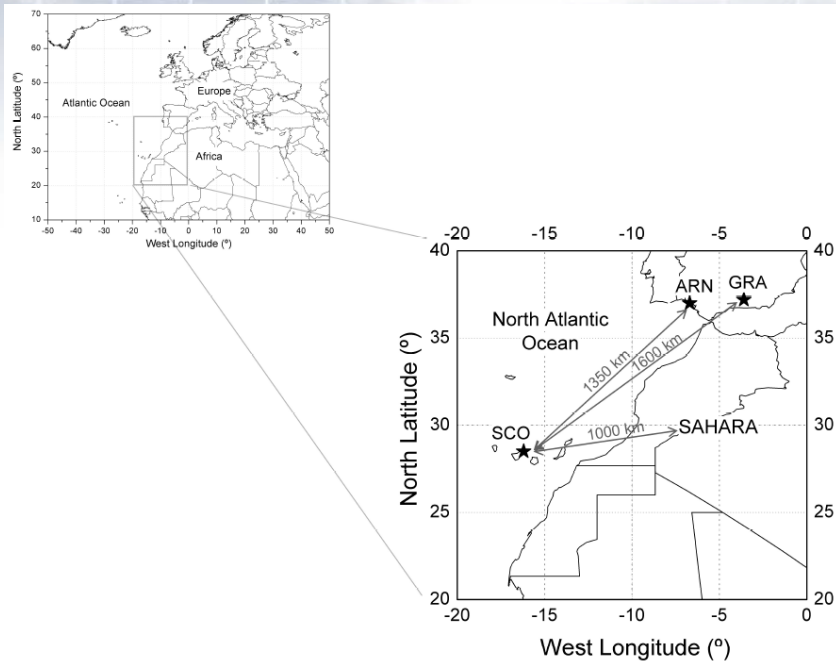 70
60
50
40
30
20
10
North Latitude (º)
Atlantic Ocean
Europe
Africa
-50 -40 -30 -20 -10 0 10 20 30 40 50
West Longitude (º)
-20 -15 -10 -5 0
40 40
ARN GRA
North Atlantic
Ocean
35 35
1350 km
1600 km
North Latitude (º)
30 30
SCO
1000 km
SAHARA
25 25
20 20
-20 -15 -10 -5 0
West Longitude (º)